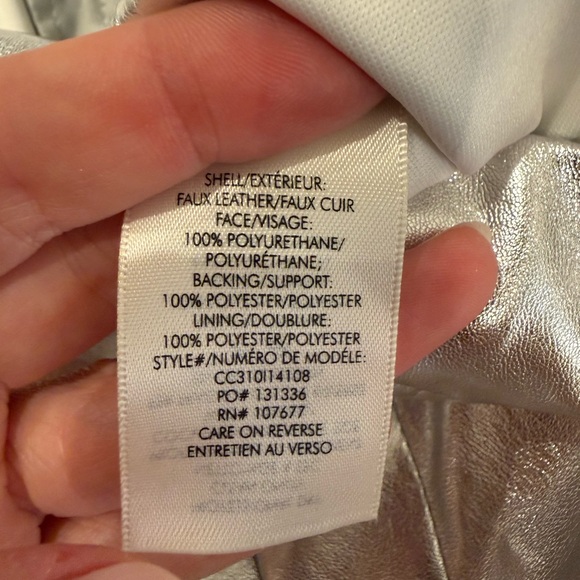 SHELL/EXTÉRIEUR:
FAUX LEATHER/FAUX CUIR
FACE/VISAGE:
100% POLYURETHANE/
POLYURÉTHANE;
BACKING/SUPPORT:
100% POLYESTER/POLYESTER
LINING/DOUBLURE:
100% POLYESTER/POLYESTER
STYLE#/NUMÉRO DE MODÉLE:
CC310I14108
PO# 131336
RN# 107677
CARE ON REVERSE
ENTRETIEN AU VERSO